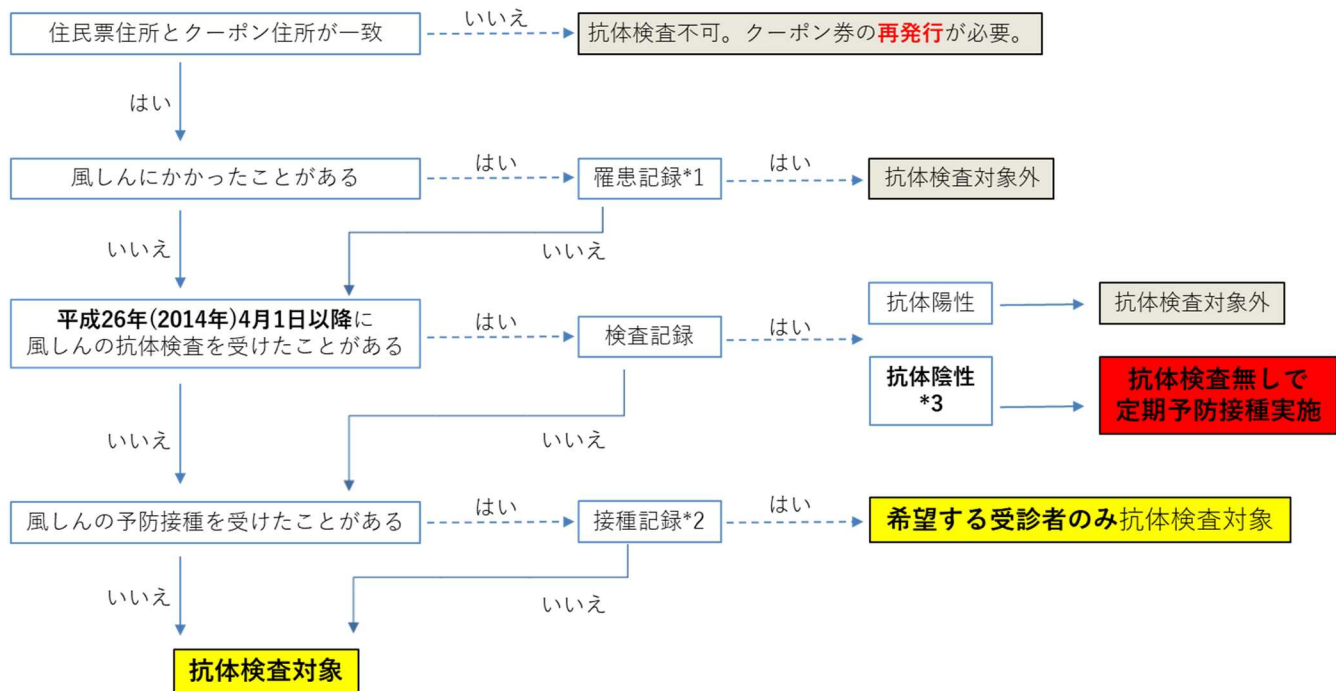 住民票住所とクーポン住所が一致
いいえ
抗体検査不可。クーポン券の再発行が必要。
はい
風しんにかかったことがある
はい
罹患記録*1
はい
抗体検査対象外
いいえ
いいえ
平成26年(2014年)4月1日以降に
風しんの抗体検査を受けたことがある
はい
検査記録
はい
抗体陽性
抗体検査対象外
抗体陰性
*3
抗体検査無しで
定期予防接種実施
いいえ
いいえ
風しんの予防接種を受けたことがある
はい
接種記録*2
はい
希望する受診者のみ抗体検査対象
いいえ
いいえ
抗体検査対象